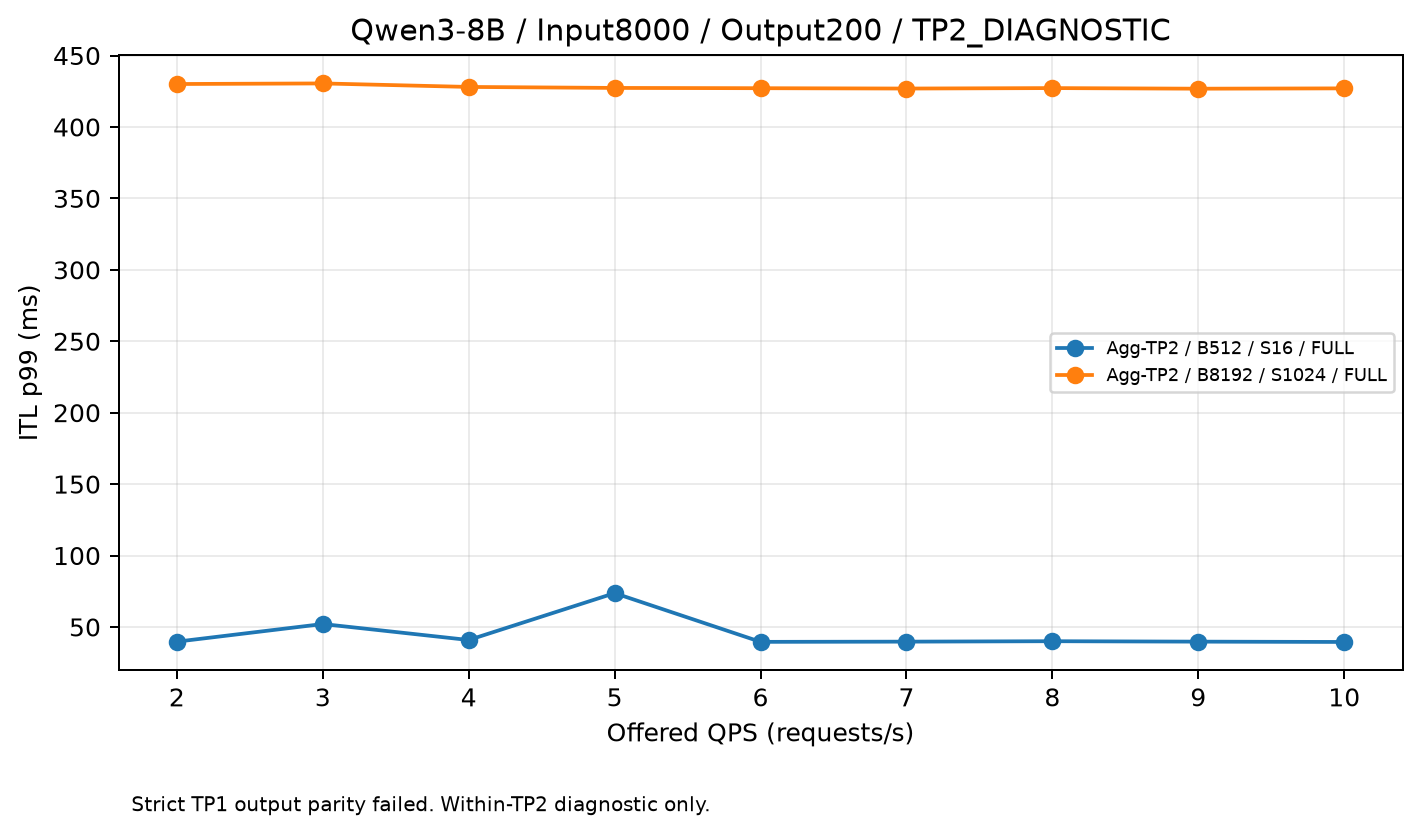 Qwen3-8B / Input8000 / Output200 / TP2_DIAGNOSTIC
450
400
350
300
250
200
150
100
50
ITL p99 (ms)
Agg-TP2 / B512 / S16 / FULL
Agg-TP2 / B8192 / S1024 / FULL
2 3 4 5 6 7 8 9 10
Offered QPS (requests/s)
Strict TP1 output parity failed. Within-TP2 diagnostic only.